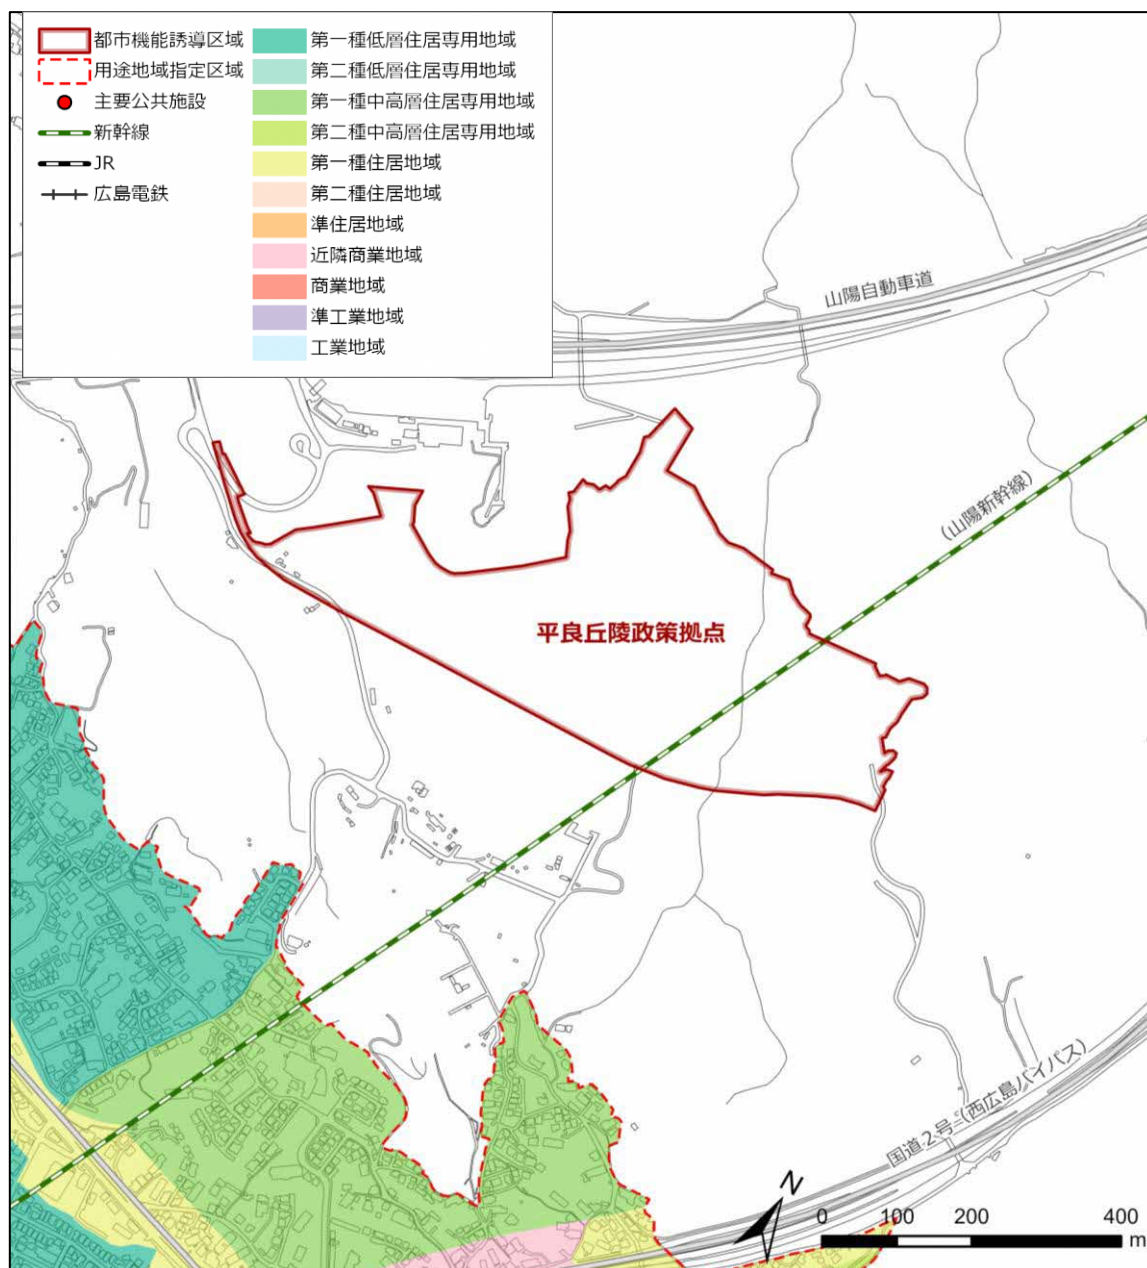 都市機能誘導区域
用途地域指定区域
主要公共施設
新幹線
JR
広島電鉄
第一種低層住居専用地域
第二種低層住居専用地域
第一種中高層住居専用地域
第二種中高層住居専用地域
第一種住居地域
第二種住居地域
準住居地域
近隣商業地域
商業地域
準工業地域
工業地域
山陽自動車道
(山陽新幹線)
平良丘陵政策拠点
国道２号(西広島バイパス)
N
0 100 200 400
m